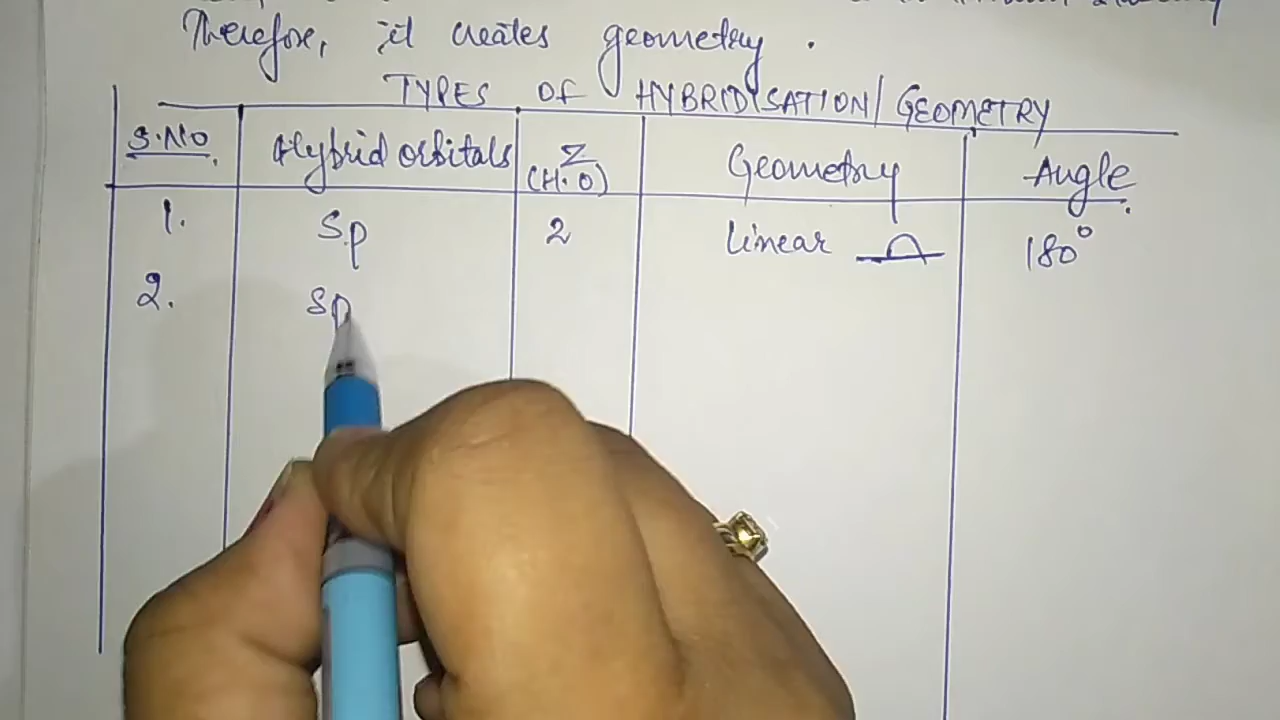 Therefore, it creates geometry.
TYPES OF HYBRIDISATION/GEOMETRY
S.NO. Hybrid orbitals Z (H.O) Geometry Angle
1. sp 2 linear 180°
2. sp